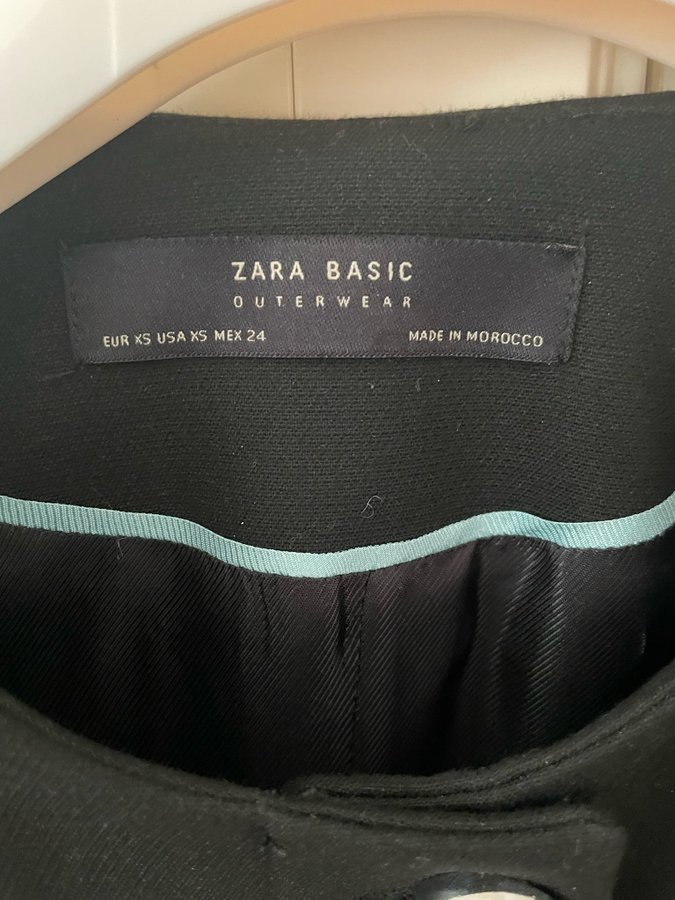 ZARA BASIC
OUTERWEAR
EUR XS USA XS MEX 24 MADE IN MOROCCO